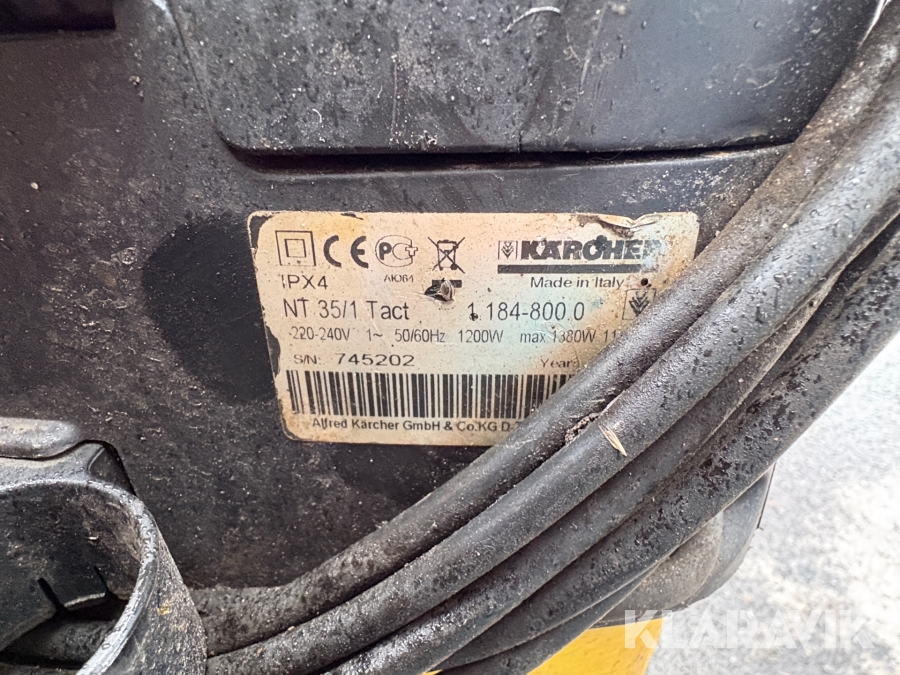 CE
KÄRCHER
IPX4
Made in Italy
NT 35/1 Tact 1.184-800.0
220-240V 1~ 50/60Hz 1200W max 1380W
S/N: 745202 Year
Alfred Kärcher GmbH & Co.KG
KLARAVIK